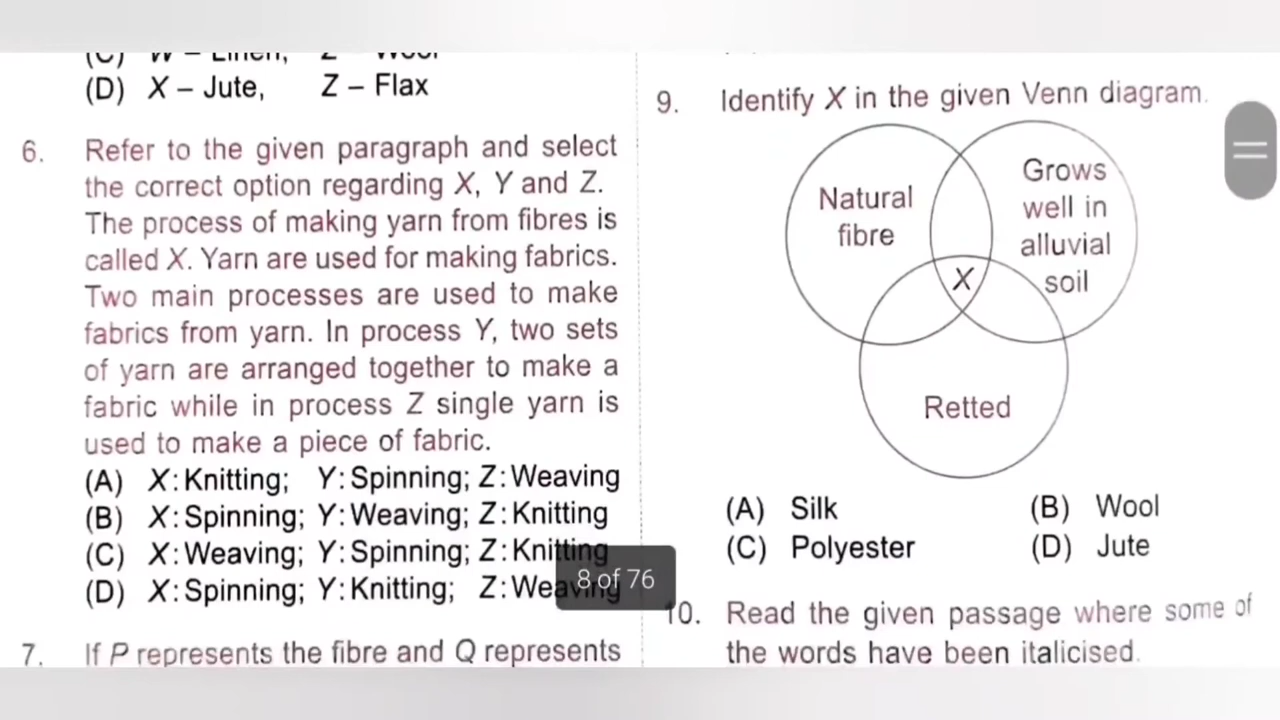 (C) W – Linen, Z – Wool
(D) X – Jute, Z – Flax
6. Refer to the given paragraph and select
the correct option regarding X, Y and Z.
The process of making yarn from fibres is
called X. Yarn are used for making fabrics.
Two main processes are used to make
fabrics from yarn. In process Y, two sets
of yarn are arranged together to make a
fabric while in process Z single yarn is
used to make a piece of fabric.
(A) X : Knitting; Y : Spinning; Z : Weaving
(B) X : Spinning; Y : Weaving; Z : Knitting
(C) X : Weaving; Y : Spinning; Z : Knitting
(D) X : Spinning; Y : Knitting; Z : Weaving
8 of 76
7. If P represents the fibre and Q represents
9. Identify X in the given Venn diagram.
Natural
fibre
Grows
well in
alluvial
soil
X
Retted
(A) Silk (B) Wool
(C) Polyester (D) Jute
10. Read the given passage where some of
the words have been italicised.